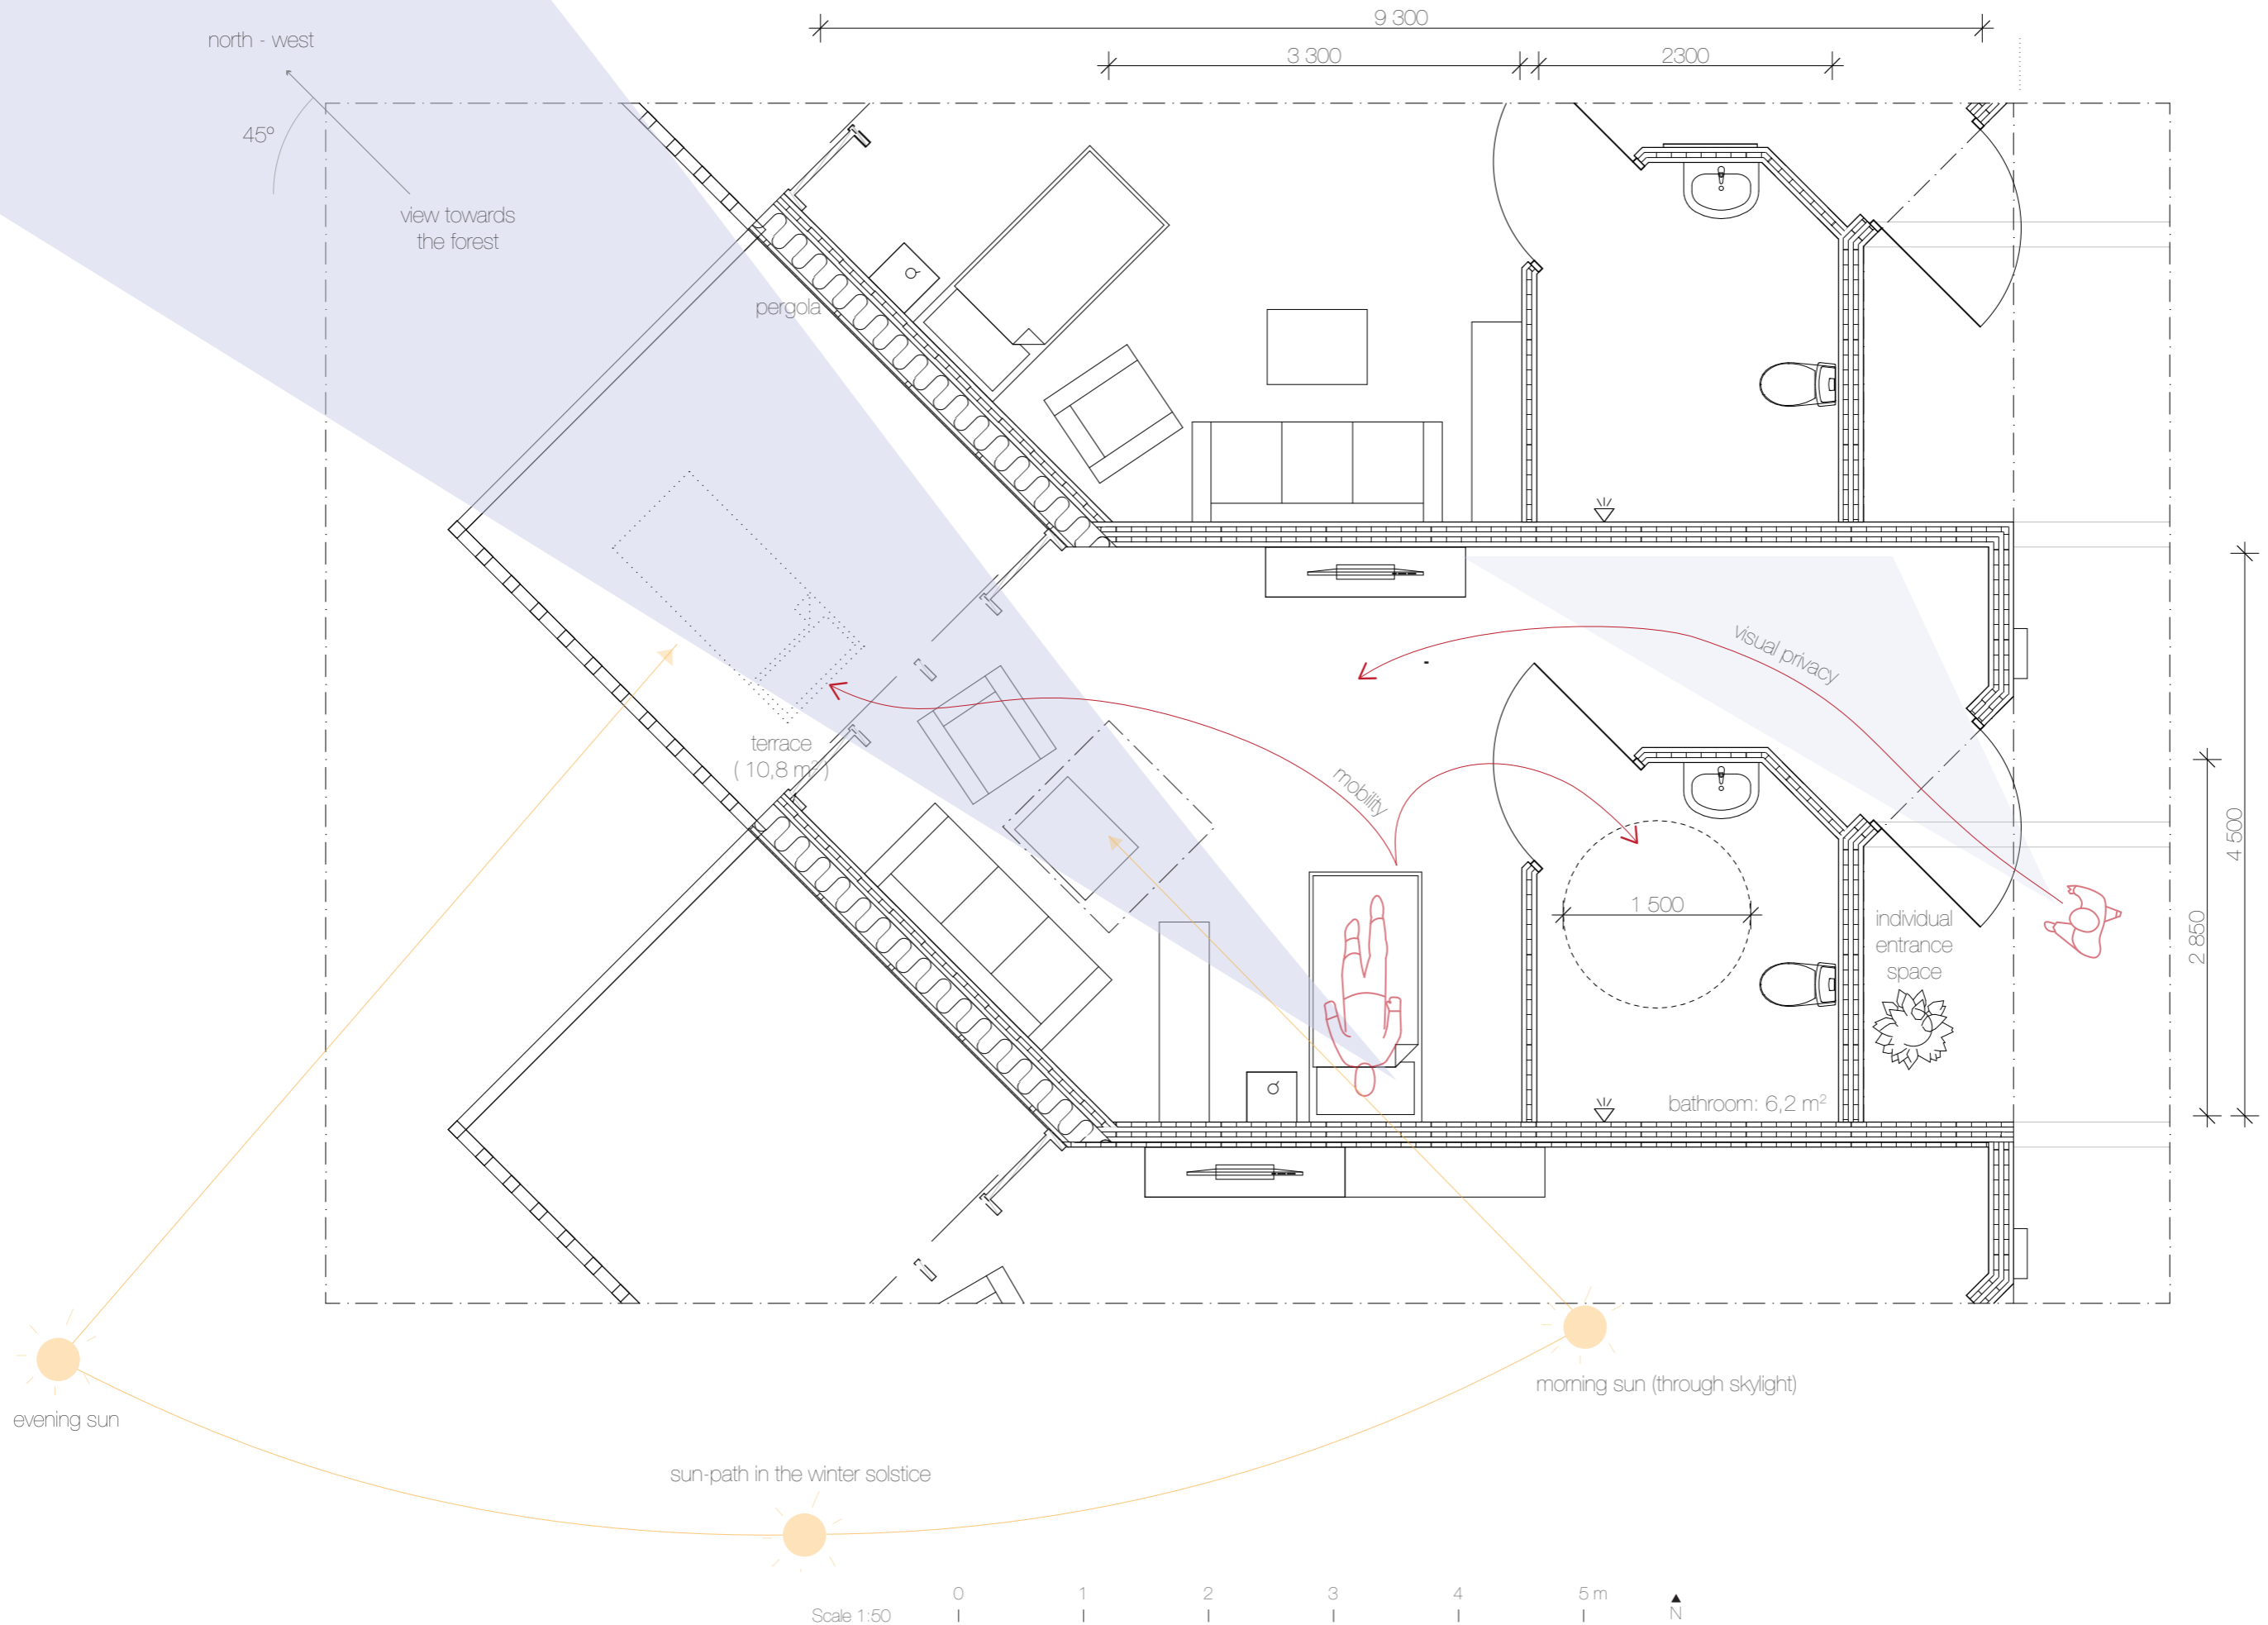 9 300
north - west
3 300
2300
45º
view towards
the forest
pergola
visual privacy
terrace
( 10,8 m² )
mobility
4 500
1 500
individual
entrance
space
2 850
bathroom: 6,2 m²
morning sun (through skylight)
evening sun
sun-path in the winter solstice
0 1 2 3 4 5 m
Scale 1:50
N